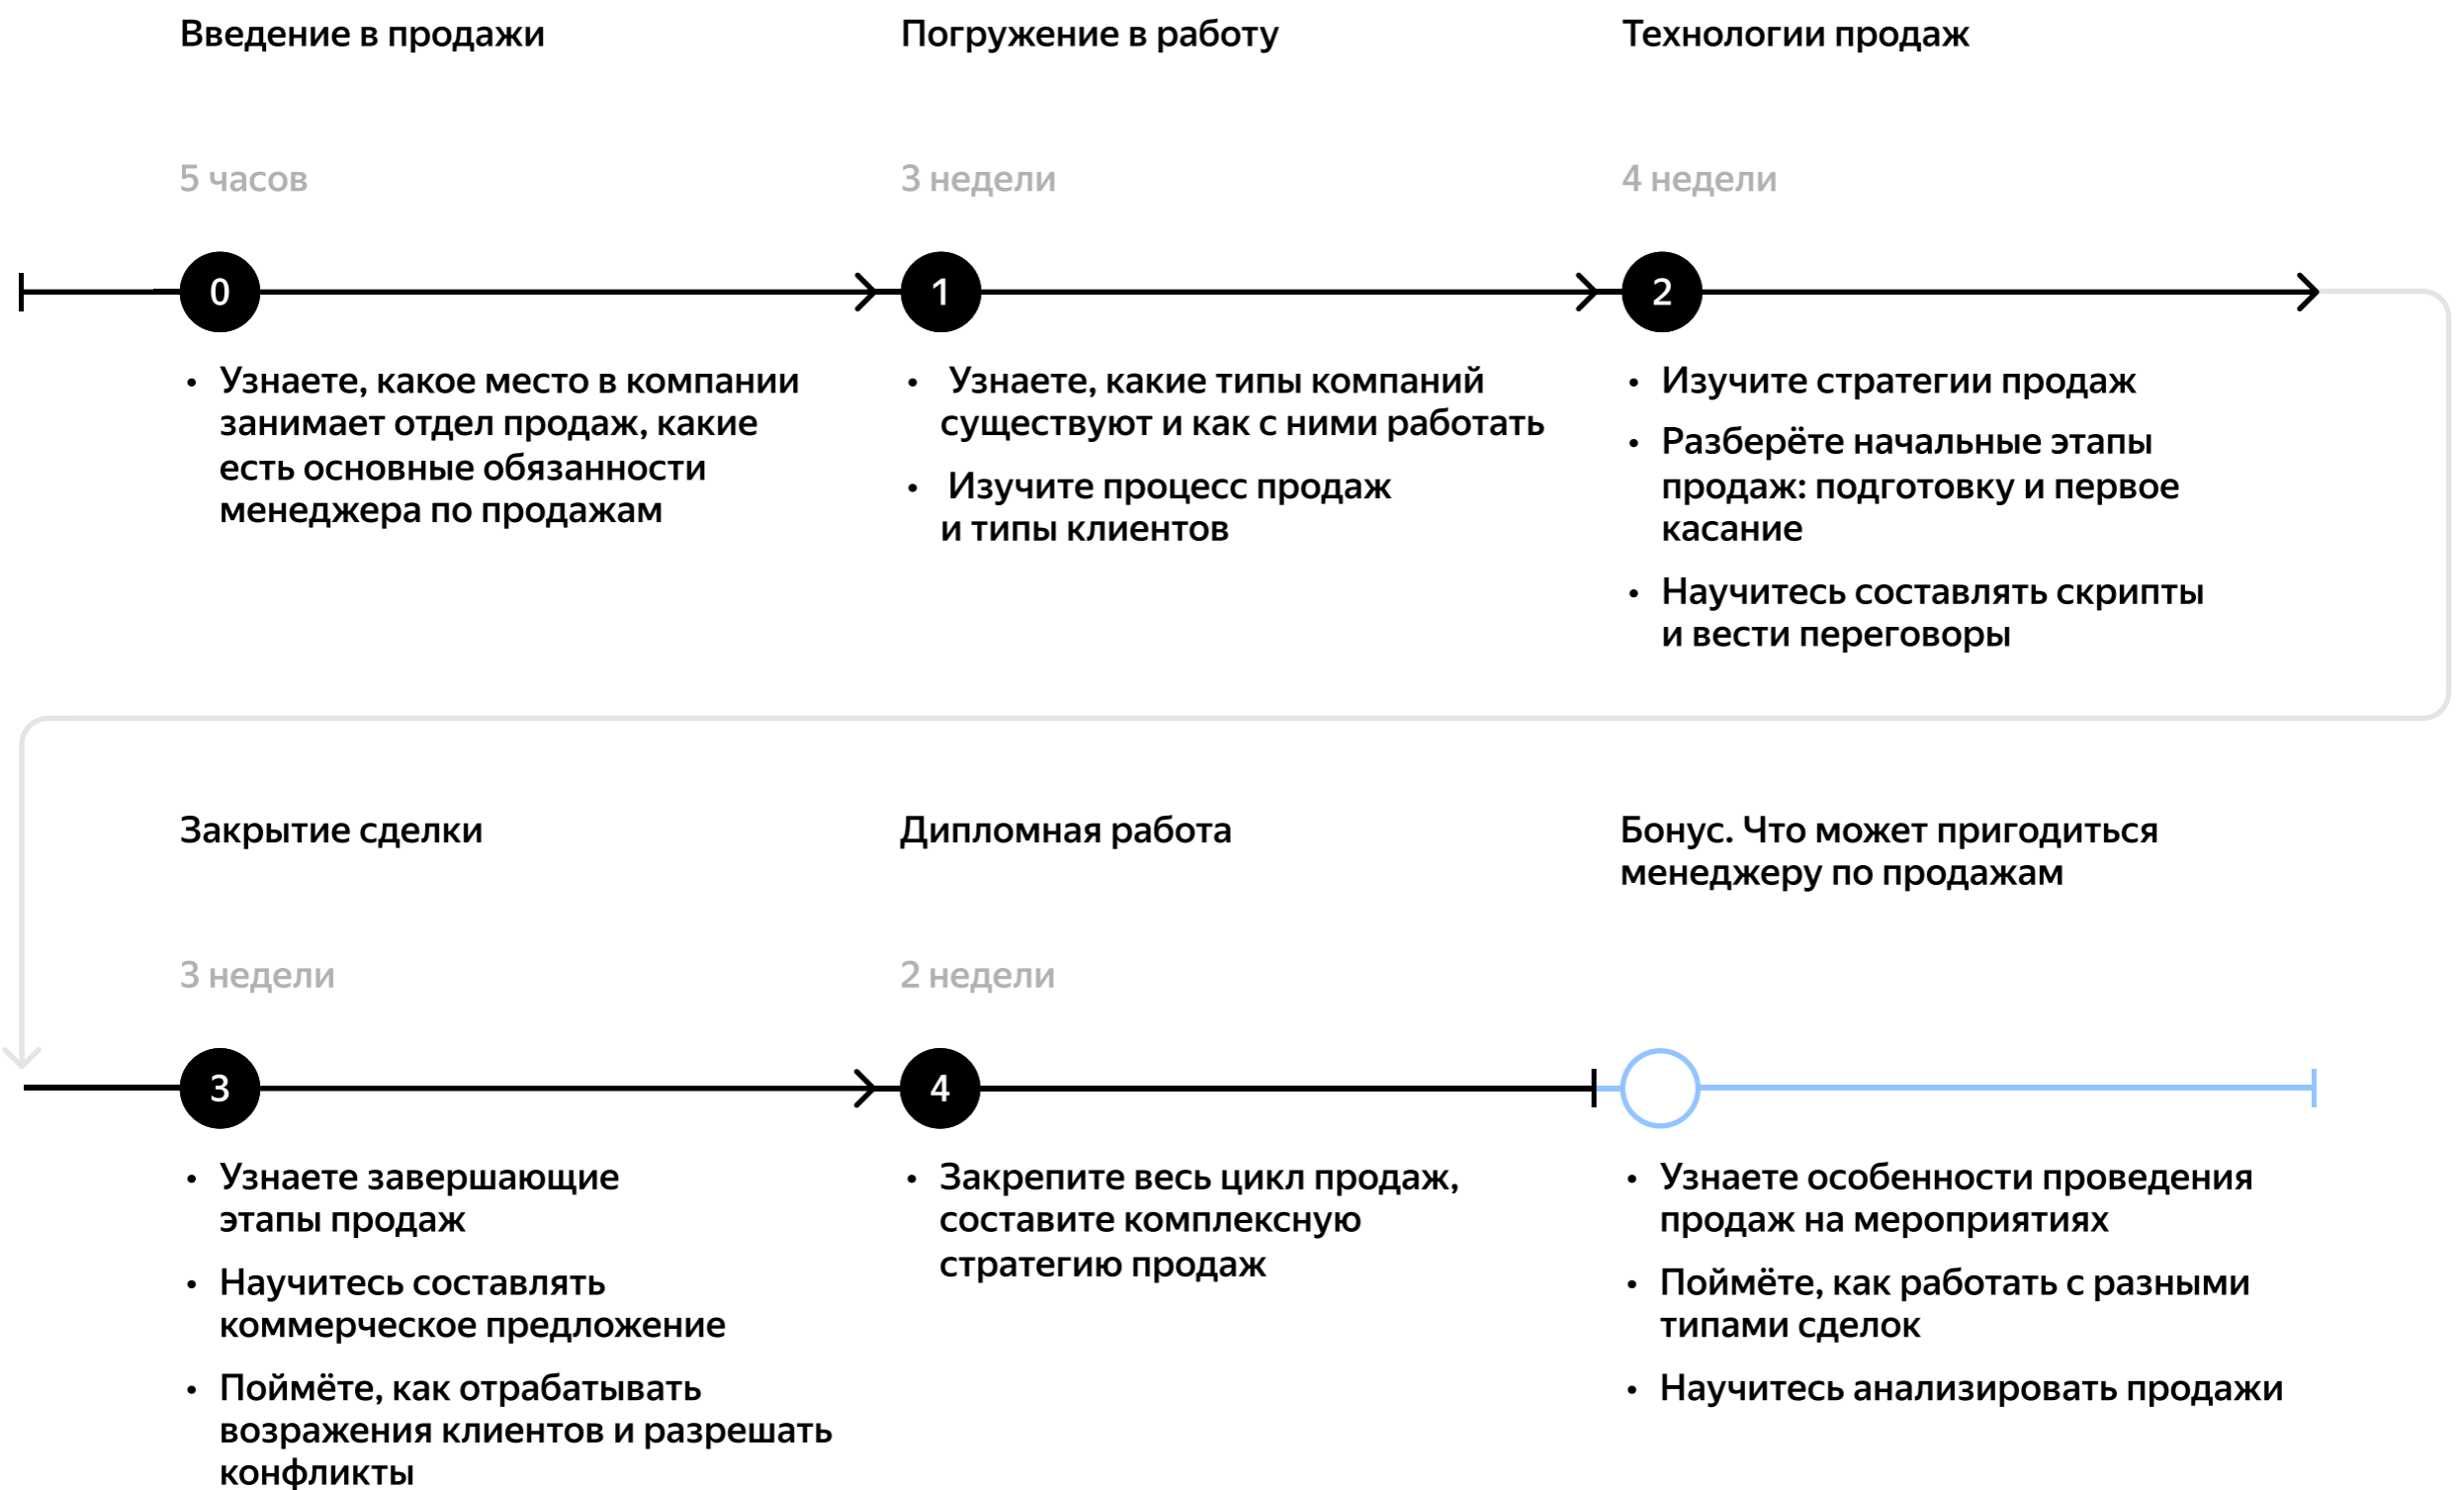 Введение в продажи
5 часов
0
• Узнаете, какое место в компании
занимает отдел продаж, какие
есть основные обязанности
менеджера по продажам
Погружение в работу
3 недели
1
• Узнаете, какие типы компаний
существуют и как с ними работать
• Изучите процесс продаж
и типы клиентов
Технологии продаж
4 недели
2
• Изучите стратегии продаж
• Разберёте начальные этапы
продаж: подготовку и первое
касание
• Научитесь составлять скрипты
и вести переговоры
Закрытие сделки
3 недели
3
• Узнаете завершающие
этапы продаж
• Научитесь составлять
коммерческое предложение
• Поймёте, как отрабатывать
возражения клиентов и разрешать
конфликты
Дипломная работа
2 недели
4
• Закрепите весь цикл продаж,
составите комплексную
стратегию продаж
Бонус. Что может пригодиться
менеджеру по продажам
• Узнаете особенности проведения
продаж на мероприятиях
• Поймёте, как работать с разными
типами сделок
• Научитесь анализировать продажи